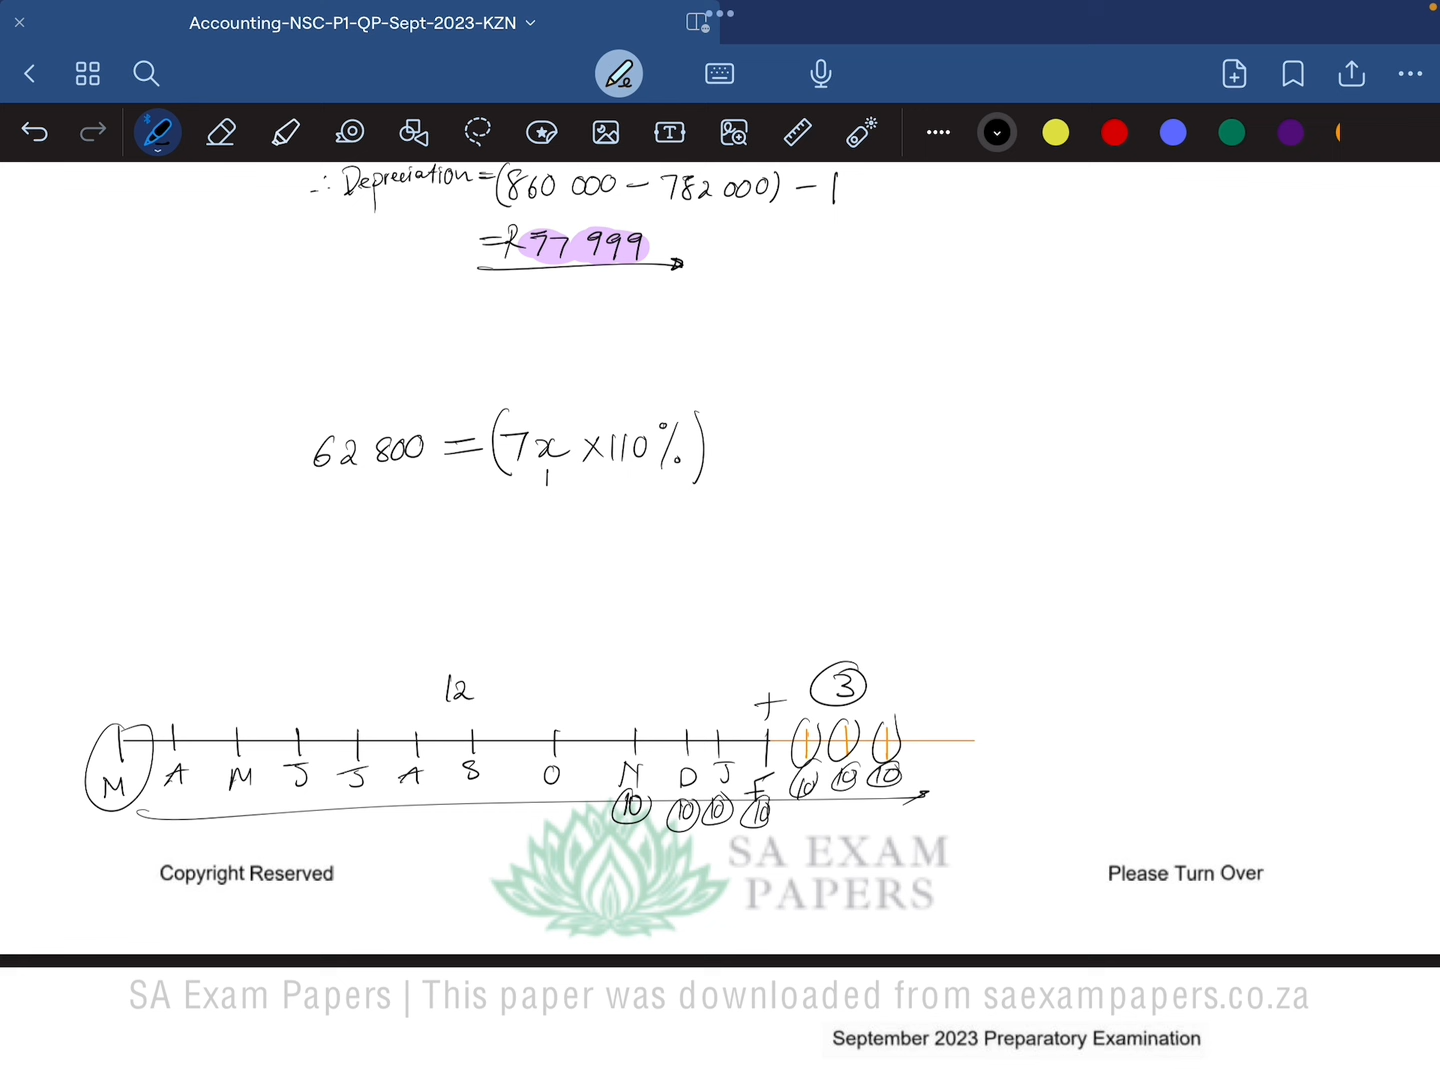 Accounting-NSC-P1-QP-Sept-2023-KZN
∴ Depreciation = (860 000 - 782 000) - 1
= R 77 999
62 800 = (7x × 110%)
12 + 3
M A M J J A S O N D J F
10 10 10 10 10 10 10
SA EXAM
PAPERS
Copyright Reserved Please Turn Over
SA Exam Papers | This paper was downloaded from saexampapers.co.za
September 2023 Preparatory Examination